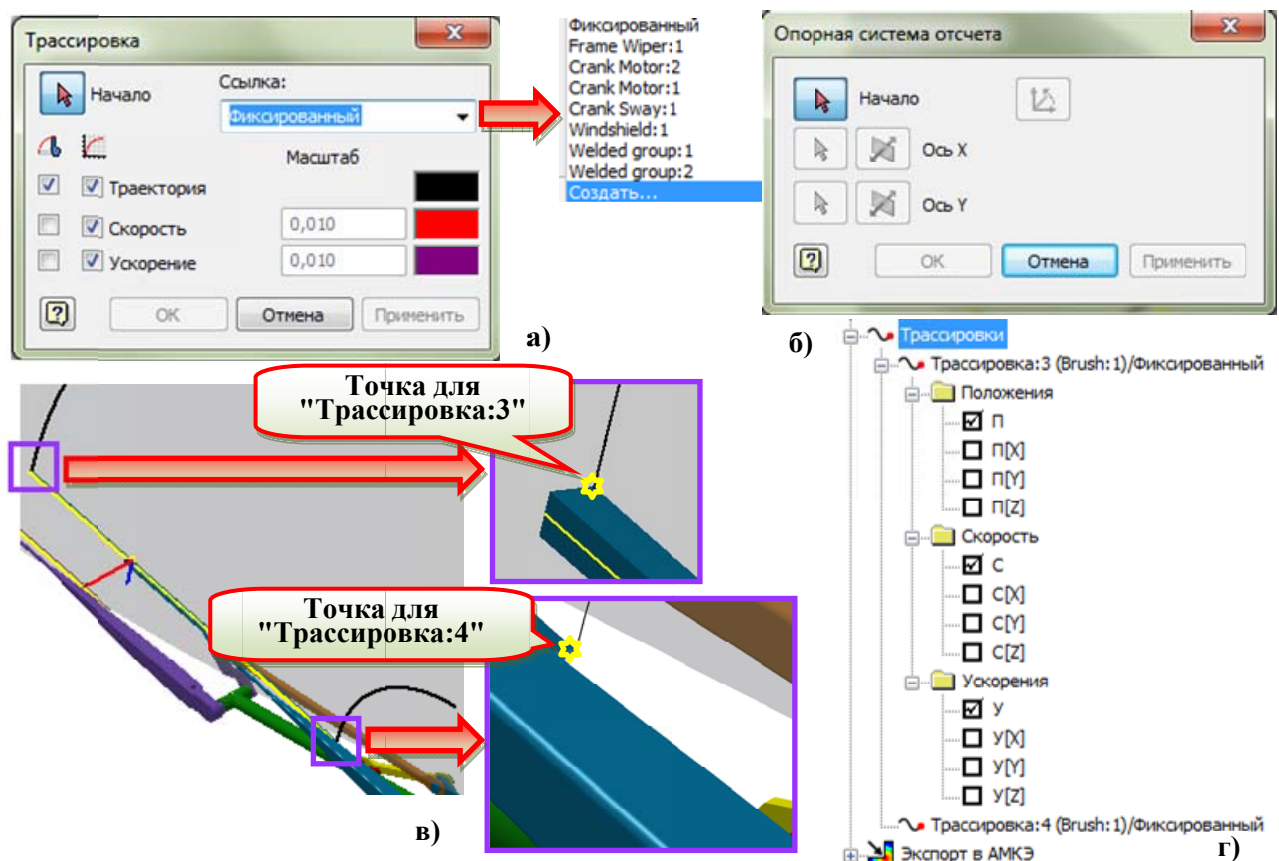 Трассировка
Начало
Ссылка:
Фиксированный
Масштаб
Траектория
Скорость
0,010
Ускорение
0,010
ОК
Отмена
Применить
а)
Фиксированный
Frame Wiper:1
Crank Motor:2
Crank Motor:1
Crank Sway:1
Windshield:1
Welded group:1
Welded group:2
Создать...
Опорная система отсчета
Начало
Ось X
Ось Y
ОК
Отмена
Применить
б)
Точка для
"Трассировка:3"
Точка для
"Трассировка:4"
в)
Трассировки
Трассировка:3 (Brush:1)/Фиксированный
Положения
П
П[X]
П[Y]
П[Z]
Скорость
С
С[X]
С[Y]
С[Z]
Ускорения
У
У[X]
У[Y]
У[Z]
Трассировка:4 (Brush:1)/Фиксированный
Экспорт в АМКЭ
г)